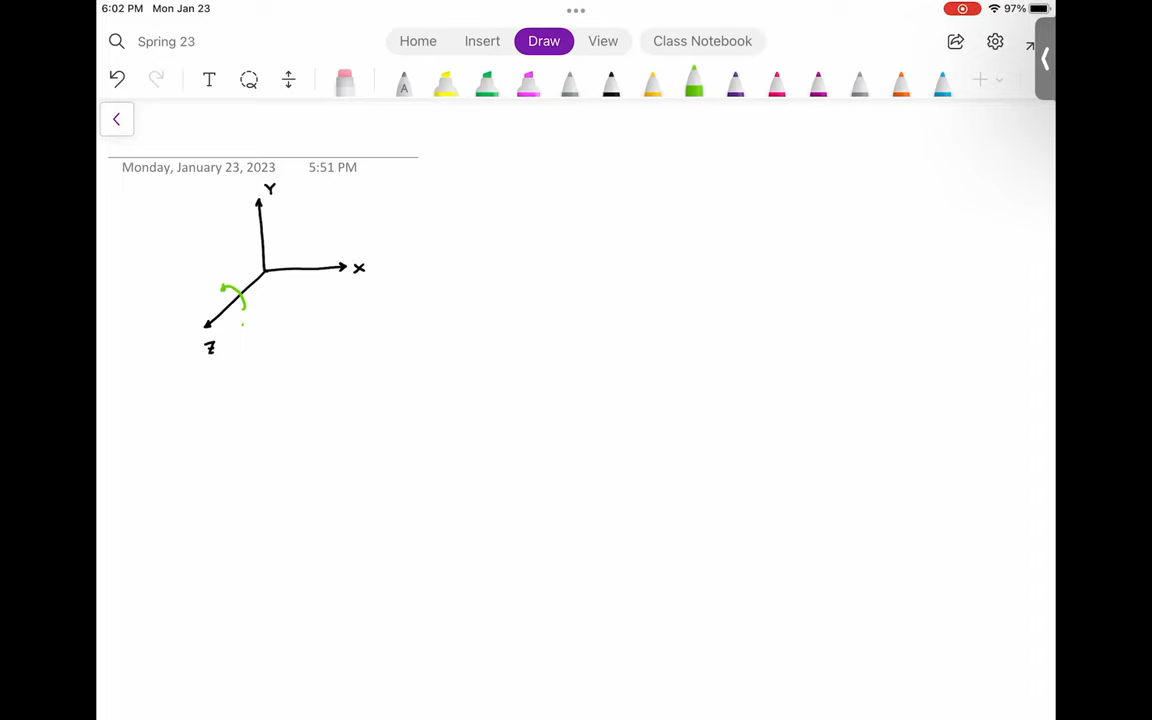 6:02 PM Mon Jan 23
97%
Spring 23
Home Insert Draw View Class Notebook
T
A
Monday, January 23, 2023 5:51 PM
Y
X
Z